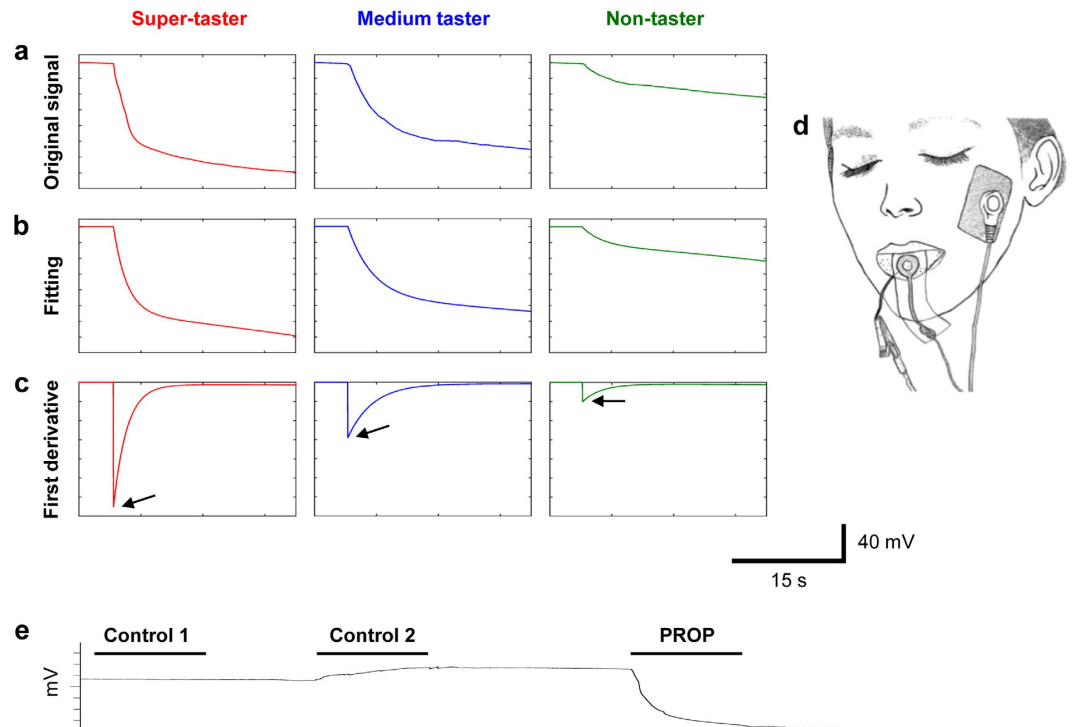 Super-taster
Medium taster
Non-taster
a
Original signal
b
Fitting
c
First derivative
d
40 mV
15 s
e
Control 1
Control 2
PROP
mV